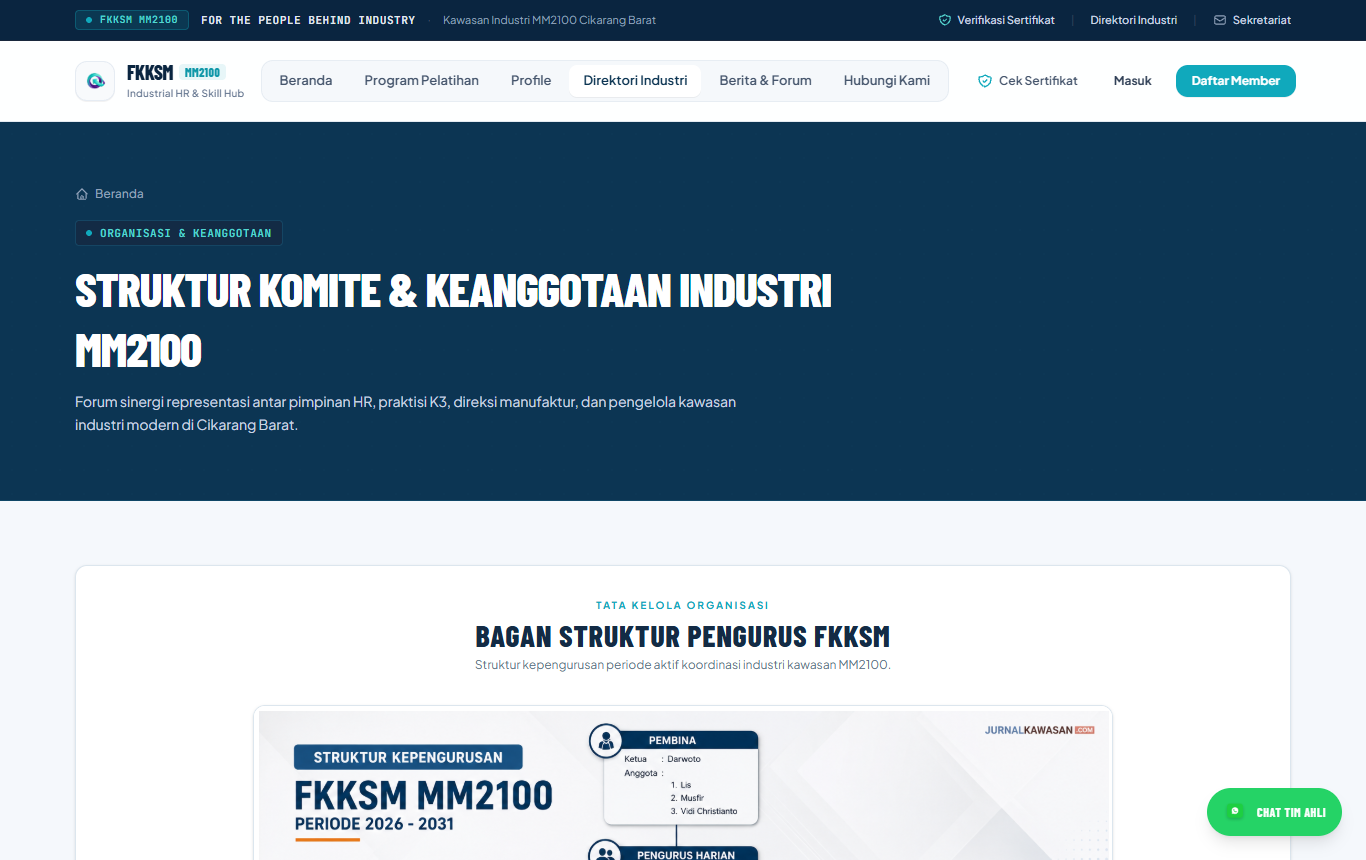 FKKSM MM2100
FOR THE PEOPLE BEHIND INDUSTRY · Kawasan Industri MM2100 Cikarang Barat
Verifikasi Sertifikat
Direktori Industri
Sekretariat
FKKSM MM2100
Industrial HR & Skill Hub
Beranda
Program Pelatihan
Profile
Direktori Industri
Berita & Forum
Hubungi Kami
Cek Sertifikat
Masuk
Daftar Member
Beranda
ORGANISASI & KEANGGOTAAN
STRUKTUR KOMITE & KEANGGOTAAN INDUSTRI
MM2100
Forum sinergi representasi antar pimpinan HR, praktisi K3, direksi manufaktur, dan pengelola kawasan
industri modern di Cikarang Barat.
TATA KELOLA ORGANISASI
BAGAN STRUKTUR PENGURUS FKKSM
Struktur kepengurusan periode aktif koordinasi industri kawasan MM2100.
JURNALKAWASAN.COM
STRUKTUR KEPENGURUSAN
FKKSM MM2100
PERIODE 2026 - 2031
PEMBINA
Ketua : Darwoto
Anggota :
1. Lis
2. Musfir
3. Vidi Christianto
PENGURUS HARIAN
CHAT TIM AHLI